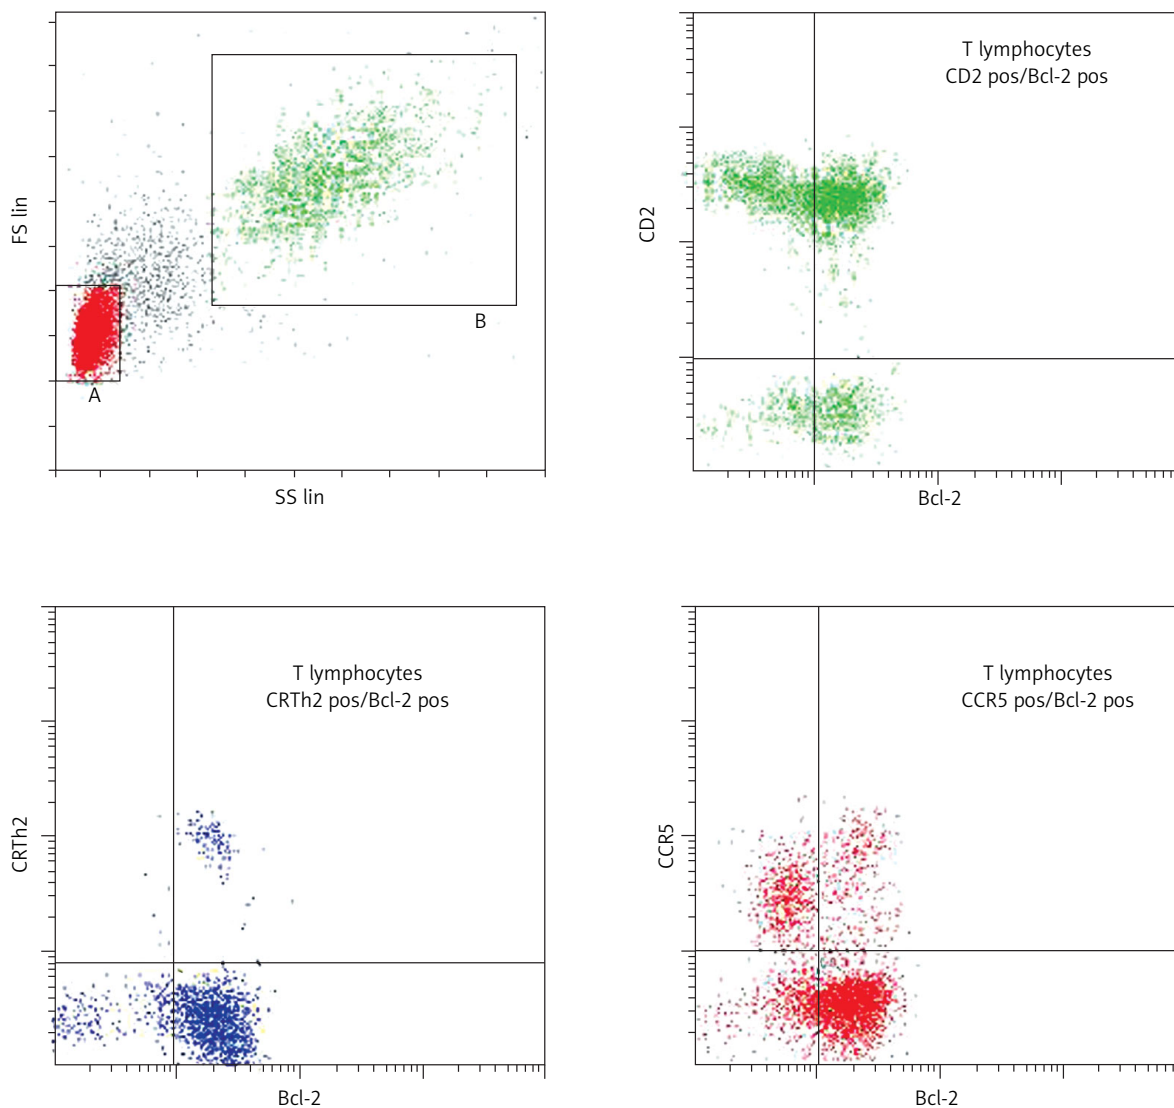 FS lin
A
B
SS lin
T lymphocytes
CD2 pos/Bcl-2 pos
CD2
Bcl-2
T lymphocytes
CRTh2 pos/Bcl-2 pos
CRTh2
Bcl-2
T lymphocytes
CCR5 pos/Bcl-2 pos
CCR5
Bcl-2